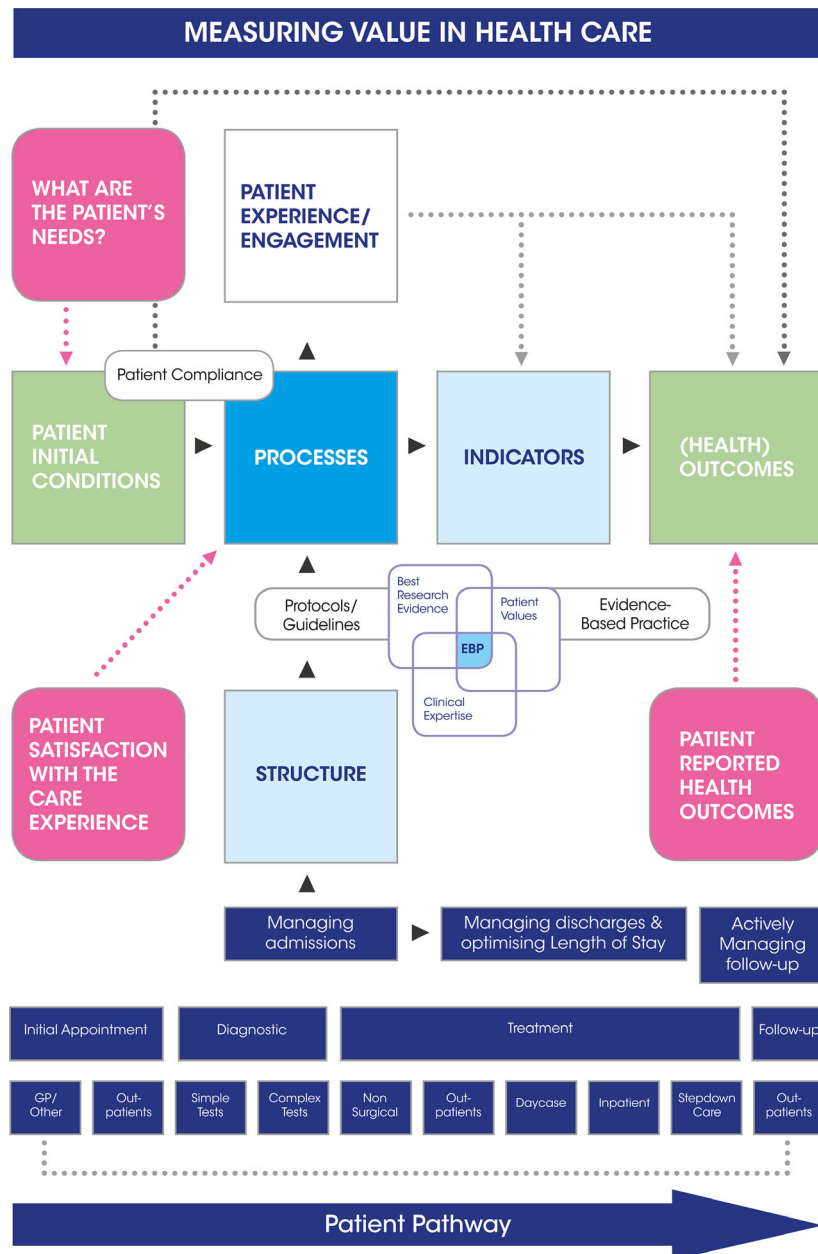 MEASURING VALUE IN HEALTH CARE
WHAT ARE
THE PATIENT'S
NEEDS?
PATIENT
EXPERIENCE/
ENGAGEMENT
Patient Compliance
PATIENT
INITIAL
CONDITIONS
PROCESSES
INDICATORS
(HEALTH)
OUTCOMES
Protocols/
Guidelines
Best
Research
Evidence
Patient
Values
EBP
Clinical
Expertise
Evidence-
Based Practice
PATIENT
SATISFACTION
WITH THE
CARE
EXPERIENCE
STRUCTURE
PATIENT
REPORTED
HEALTH
OUTCOMES
Managing
admissions
Managing discharges &
optimising Length of Stay
Actively
Managing
follow-up
Initial Appointment
Diagnostic
Treatment
Follow-up
GP/
Other
Out-
patients
Simple
Tests
Complex
Tests
Non
Surgical
Out-
patients
Daycase
Inpatient
Stepdown
Care
Out-
patients
Patient Pathway